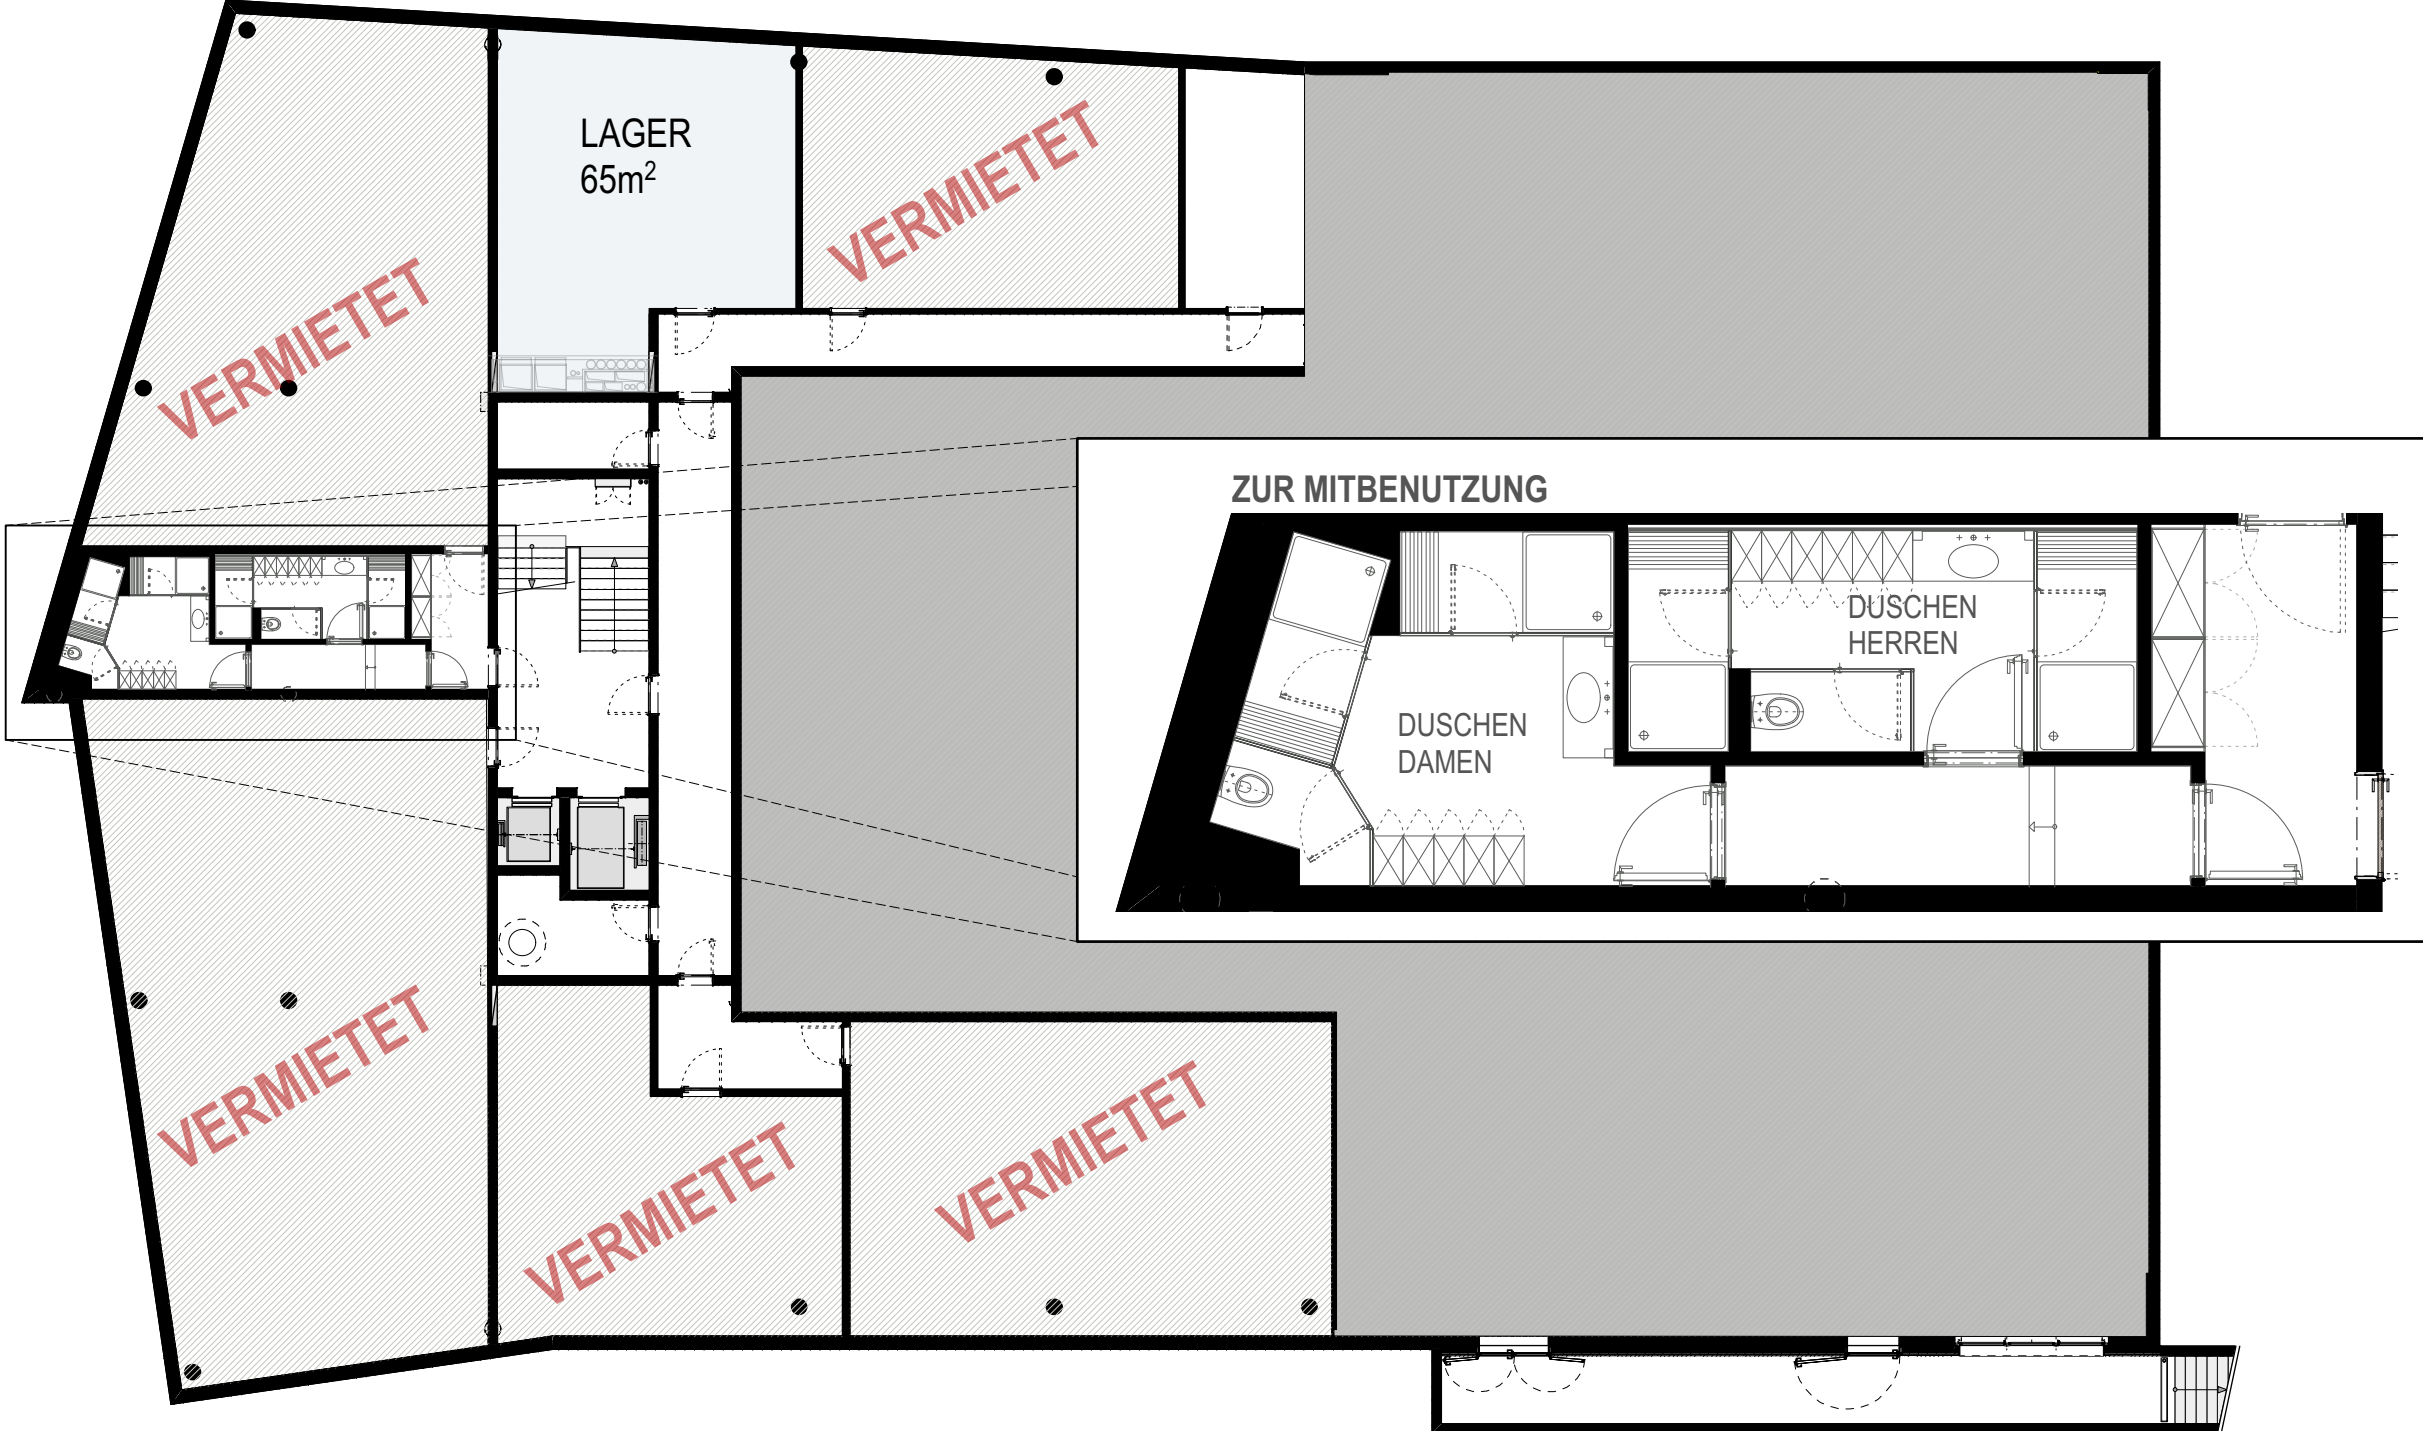 LAGER
65m²
VERMIETET
VERMIETET
ZUR MITBENUTZUNG
DUSCHEN
HERREN
DUSCHEN
DAMEN
VERMIETET
VERMIETET
VERMIETET